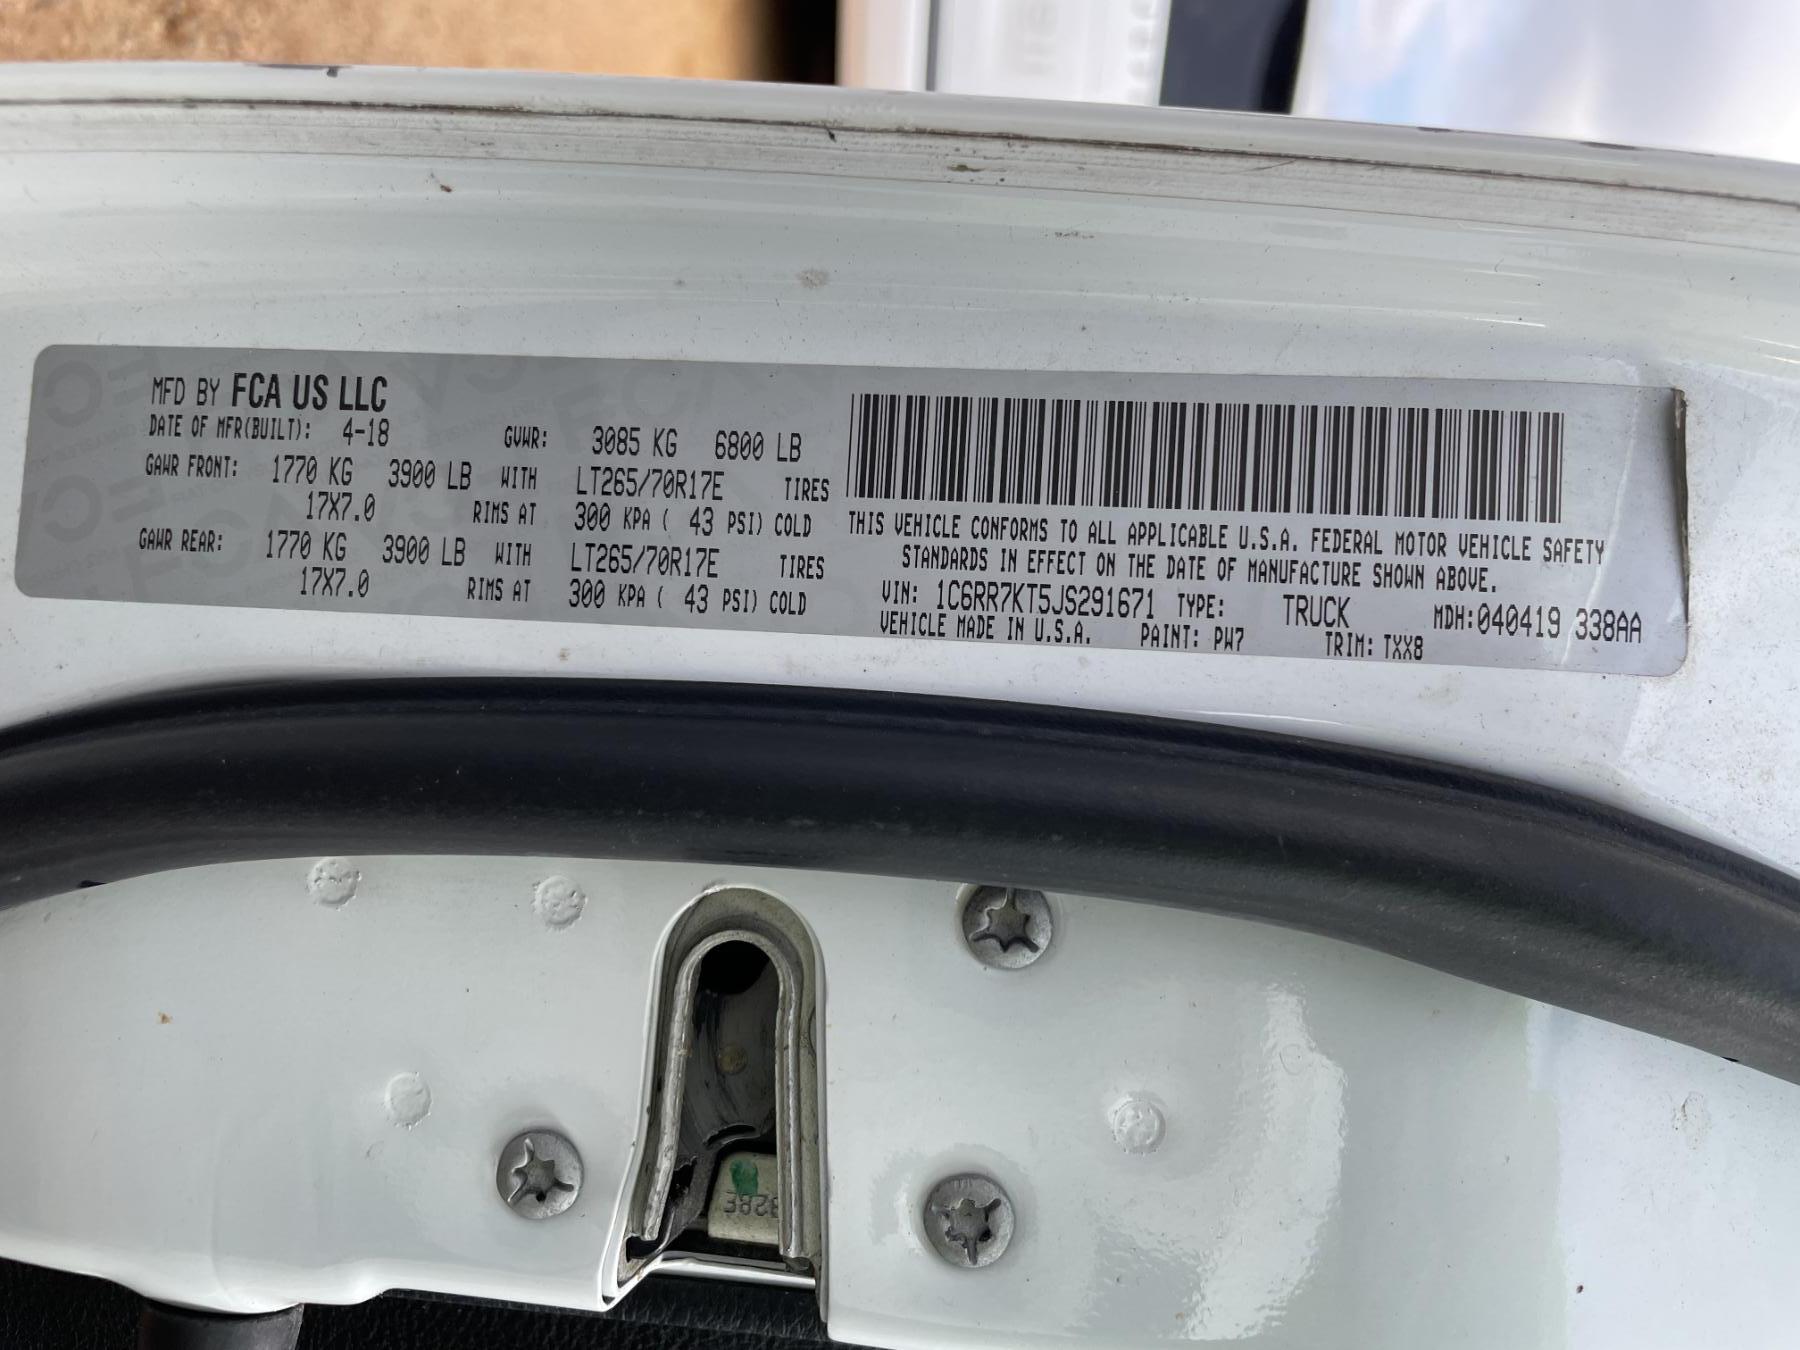 MFD BY FCA US LLC
DATE OF MFR(BUILT): 4-18 GVWR: 3085 KG 6800 LB
GAWR FRONT: 1770 KG 3900 LB WITH LT265/70R17E TIRES
17X7.0 RIMS AT 300 KPA ( 43 PSI) COLD
GAWR REAR: 1770 KG 3900 LB WITH LT265/70R17E TIRES
17X7.0 RIMS AT 300 KPA ( 43 PSI) COLD
THIS VEHICLE CONFORMS TO ALL APPLICABLE U.S.A. FEDERAL MOTOR VEHICLE SAFETY
STANDARDS IN EFFECT ON THE DATE OF MANUFACTURE SHOWN ABOVE.
VIN: 1C6RR7KT5JS291671 TYPE: TRUCK MDH:040419 338AA
VEHICLE MADE IN U.S.A. PAINT: PW7 TRIM: TXX8